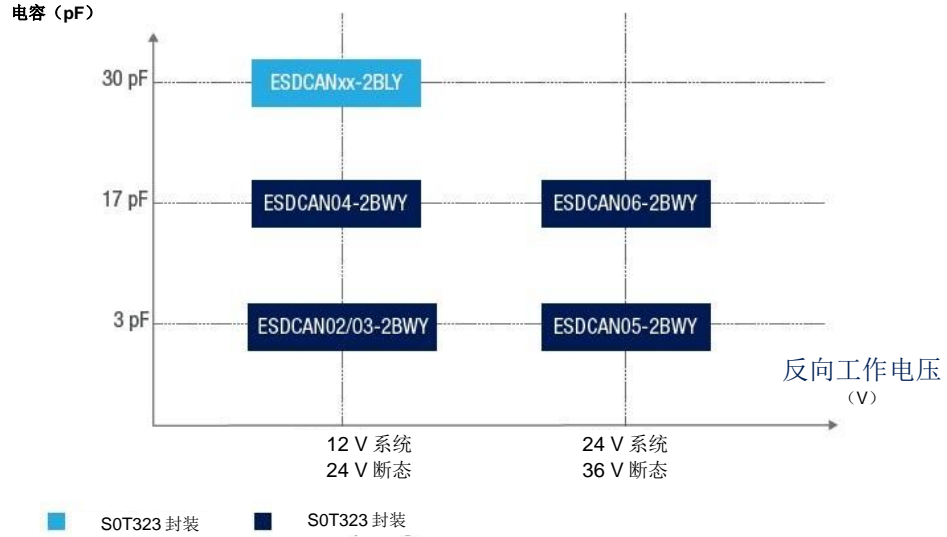 电容（pF）
30 pF
ESDCANxx-2BLY
17 pF
ESDCAN04-2BWY
ESDCAN06-2BWY
3 pF
ESDCAN02/03-2BWY
ESDCAN05-2BWY
反向工作电压
（V）
12 V 系统
24 V 断态
24 V 系统
36 V 断态
S0T323 封装
S0T323 封装